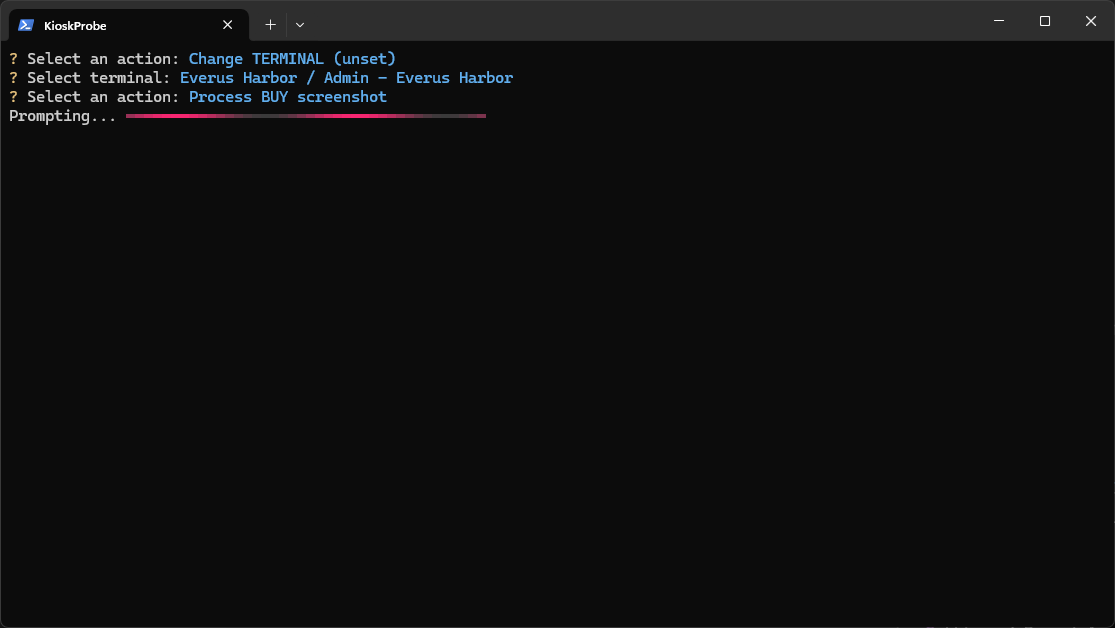 KioskProbe
? Select an action: Change TERMINAL (unset)
? Select terminal: Everus Harbor / Admin - Everus Harbor
? Select an action: Process BUY screenshot
Prompting...